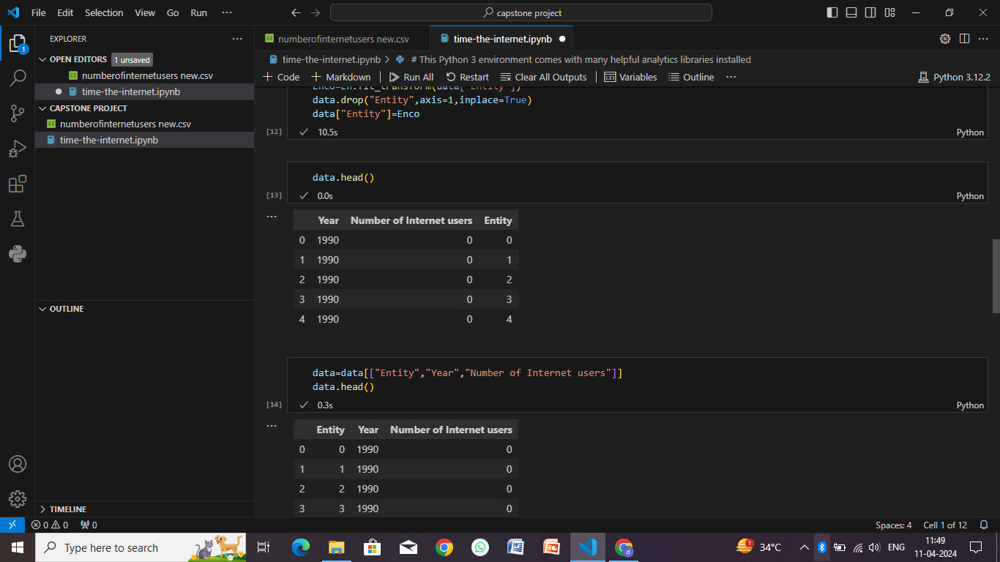 File Edit Selection View Go Run ··· capstone project
EXPLORER ···
OPEN EDITORS 1 unsaved
numberofinternetusers new.csv
time-the-internet.ipynb
CAPSTONE PROJECT
numberofinternetusers new.csv
time-the-internet.ipynb
OUTLINE
TIMELINE
1
numberofinternetusers new.csv time-the-internet.ipynb
time-the-internet.ipynb > # This Python 3 environment comes with many helpful analytics libraries installed
+ Code + Markdown Run All Restart Clear All Outputs Variables Outline ··· Python 3.12.2
Enco=En.fit_transform(data["Entity"])
data.drop("Entity",axis=1,inplace=True)
data["Entity"]=Enco
[12] 10.5s Python
data.head()
[13] 0.0s Python
Year Number of Internet users Entity
0 1990 0 0
1 1990 0 1
2 1990 0 2
3 1990 0 3
4 1990 0 4
data=data[["Entity","Year","Number of Internet users"]]
data.head()
[14] 0.3s Python
Entity Year Number of Internet users
0 0 1990 0
1 1 1990 0
2 2 1990 0
3 3 1990 0
0 0 0 Spaces: 4 Cell 1 of 12
Type here to search 1 34°C ENG 11:49
11-04-2024